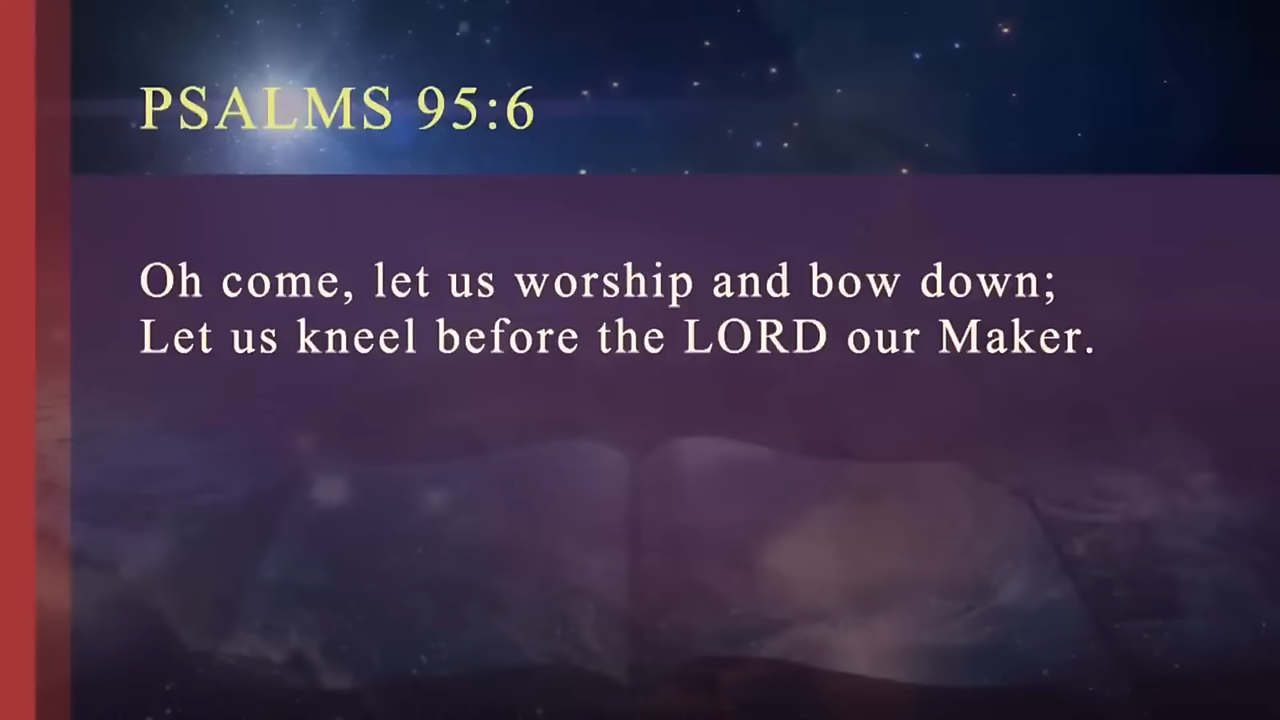 PSALMS 95:6
Oh come, let us worship and bow down;
Let us kneel before the LORD our Maker.